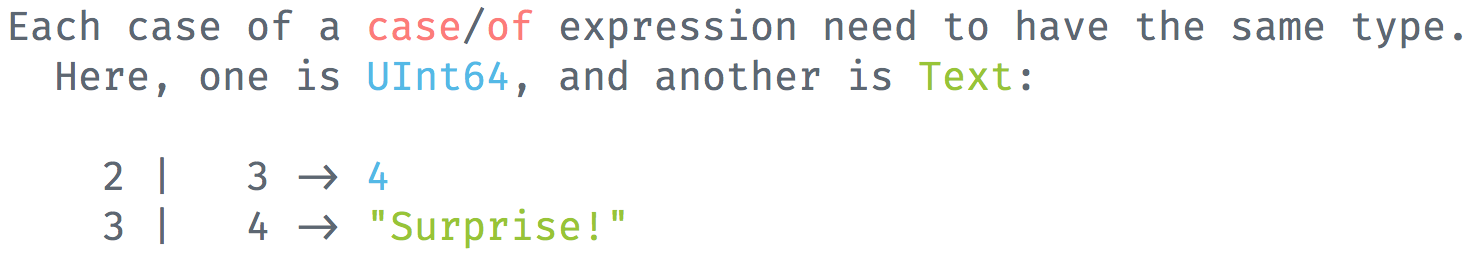 Each case of a case/of expression need to have the same type.
Here, one is UInt64, and another is Text:
2 | 3 → 4
3 | 4 → "Surprise!"